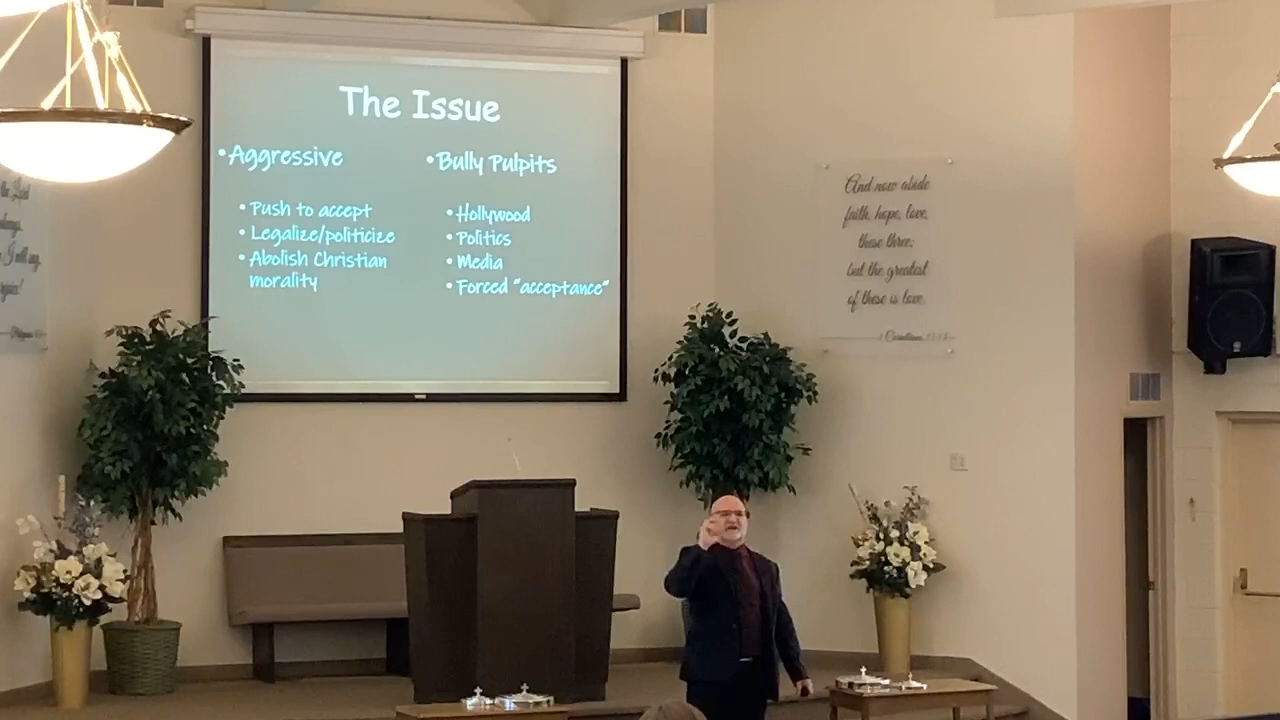 The Issue
• Aggressive
• Push to accept
• Legalize/politicize
• Abolish Christian
morality
• Bully Pulpits
• Hollywood
• Politics
• Media
• Forced "acceptance"
And now abide
faith, hope, love,
these three;
but the greatest
of these is love.